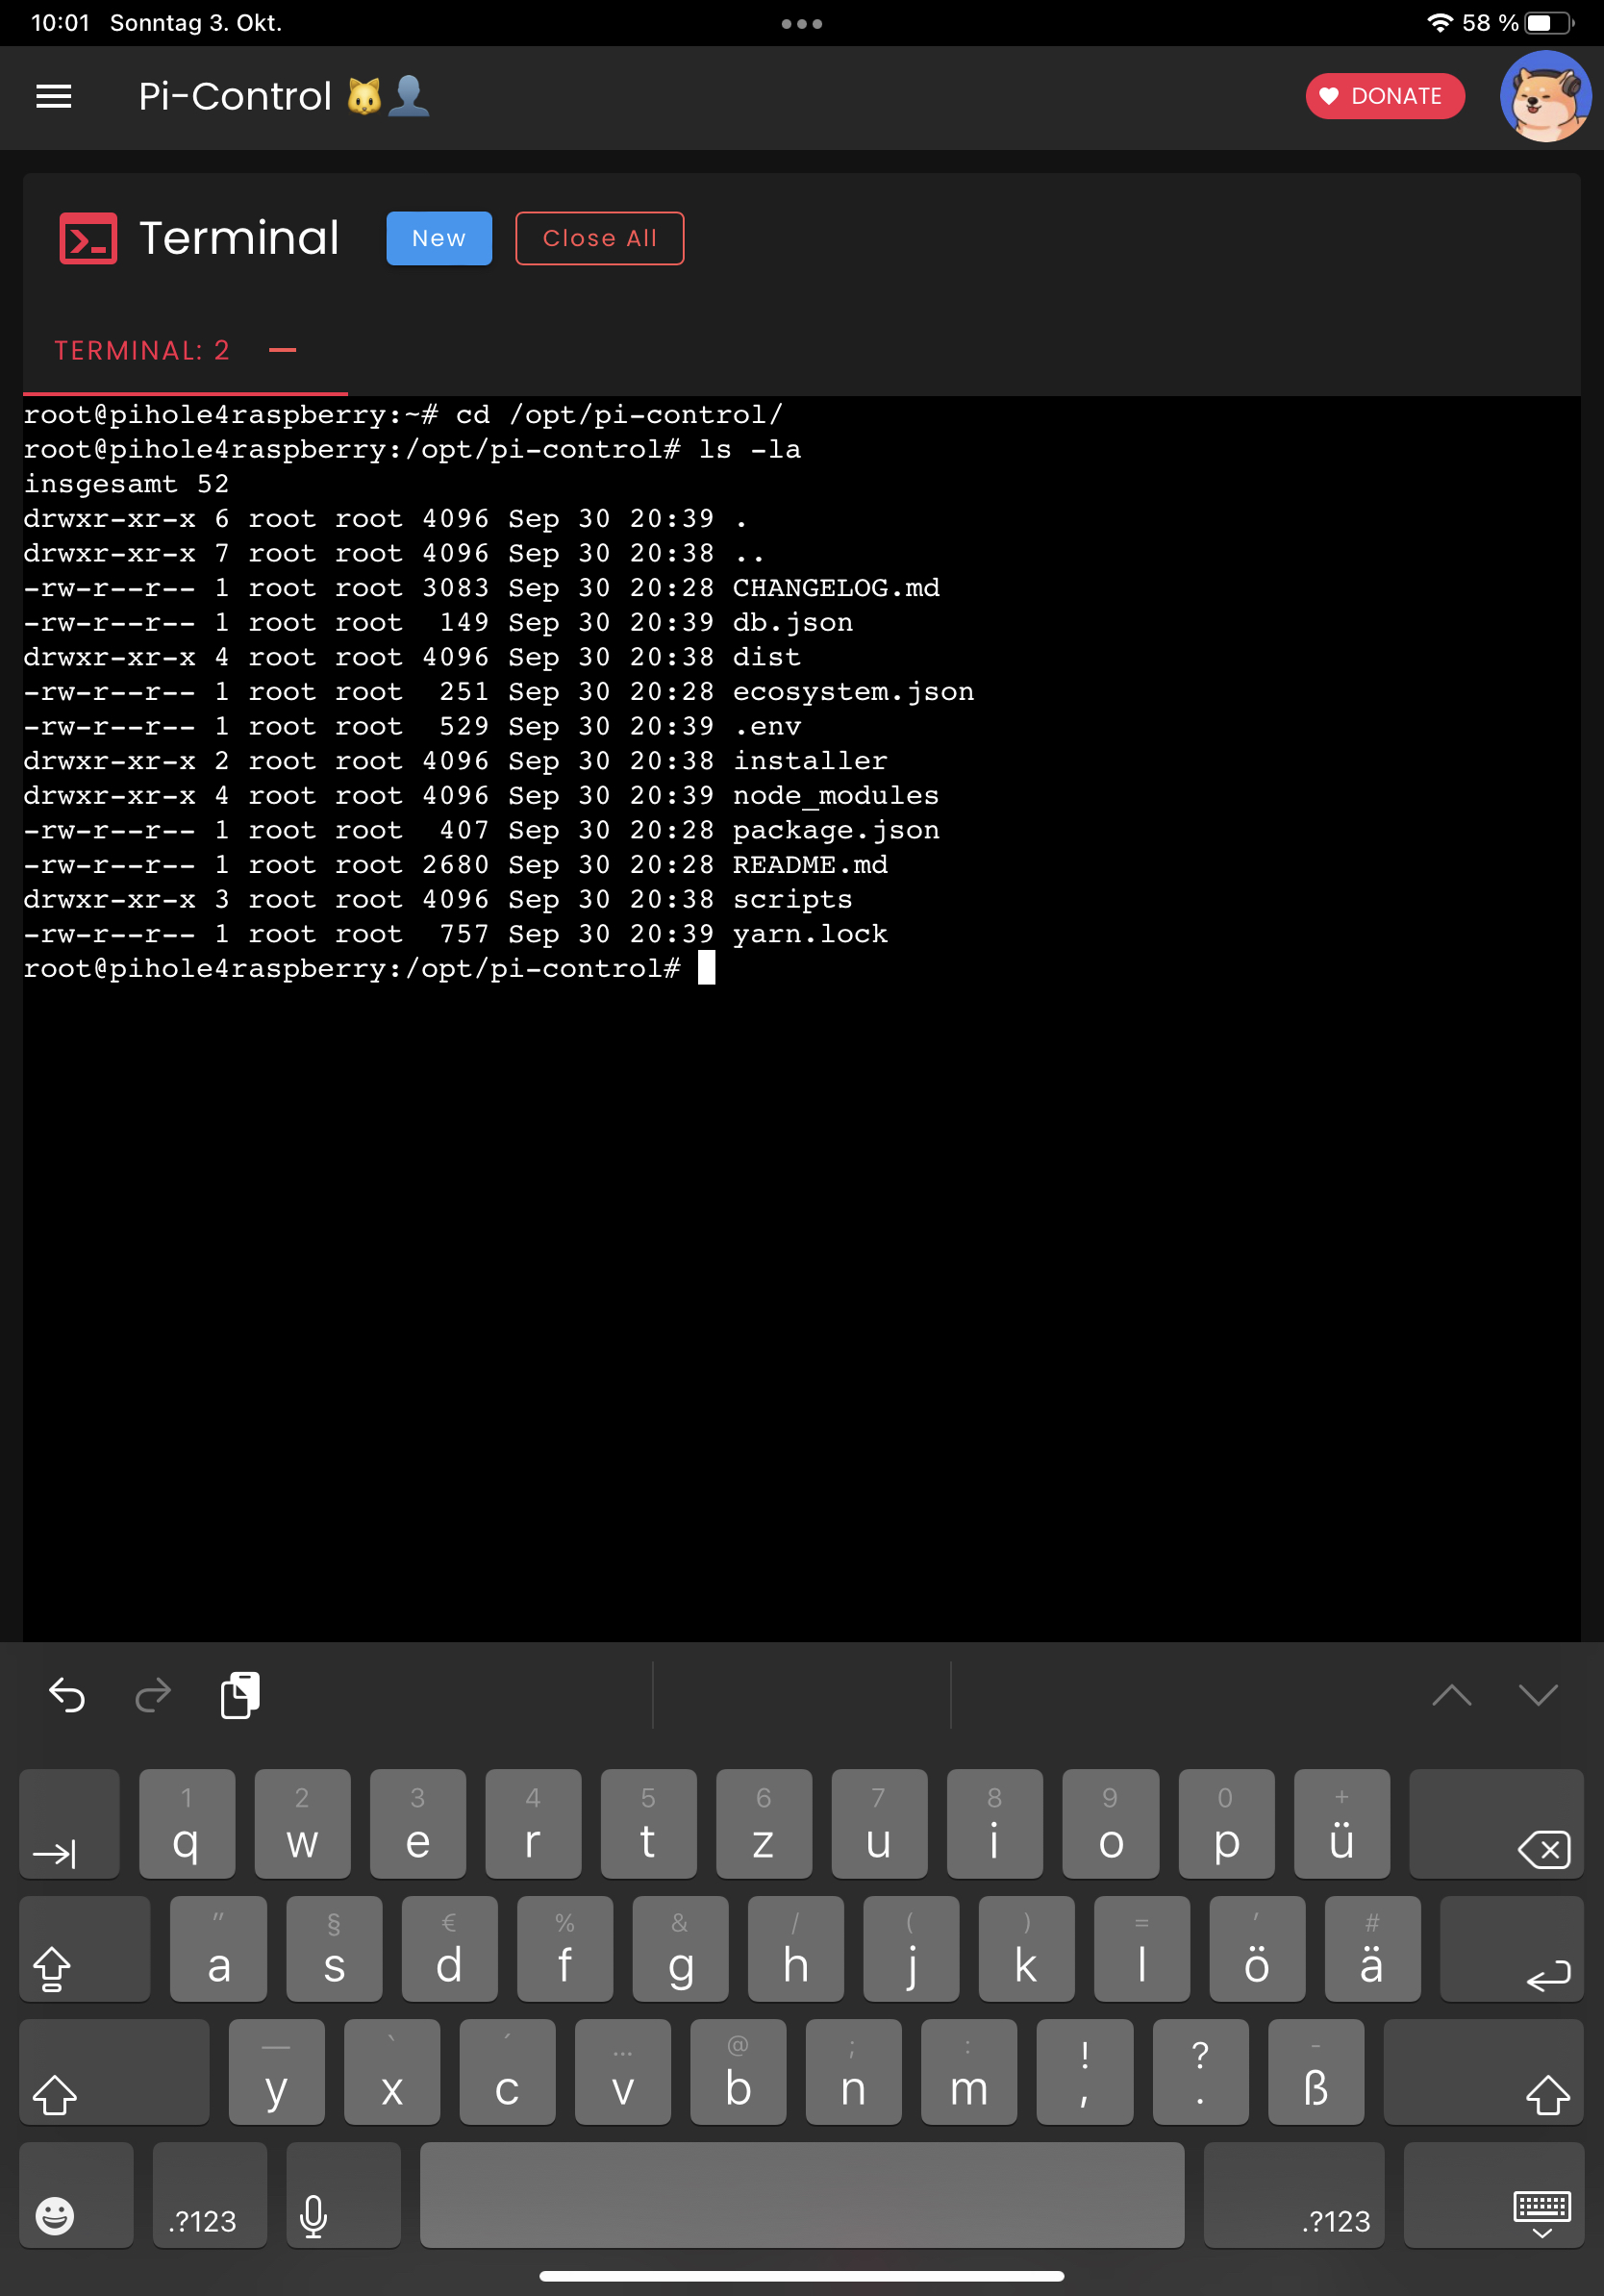 10:01 Sonntag 3. Okt. 58 %
Pi-Control DONATE
Terminal New Close All
TERMINAL: 2
root@pihole4raspberry:~# cd /opt/pi-control/
root@pihole4raspberry:/opt/pi-control# ls -la
insgesamt 52
drwxr-xr-x 6 root root 4096 Sep 30 20:39 .
drwxr-xr-x 7 root root 4096 Sep 30 20:38 ..
-rw-r--r-- 1 root root 3083 Sep 30 20:28 CHANGELOG.md
-rw-r--r-- 1 root root  149 Sep 30 20:39 db.json
drwxr-xr-x 4 root root 4096 Sep 30 20:38 dist
-rw-r--r-- 1 root root  251 Sep 30 20:28 ecosystem.json
-rw-r--r-- 1 root root  529 Sep 30 20:39 .env
drwxr-xr-x 2 root root 4096 Sep 30 20:38 installer
drwxr-xr-x 4 root root 4096 Sep 30 20:39 node_modules
-rw-r--r-- 1 root root  407 Sep 30 20:28 package.json
-rw-r--r-- 1 root root 2680 Sep 30 20:28 README.md
drwxr-xr-x 3 root root 4096 Sep 30 20:38 scripts
-rw-r--r-- 1 root root  757 Sep 30 20:39 yarn.lock
root@pihole4raspberry:/opt/pi-control#
1 2 3 4 5 6 7 8 9 0 +
q w e r t z u i o p ü
" § € % & / ( ) = ' #
a s d f g h j k l ö ä
— ` ´ ... @ ; : ! ? -
y x c v b n m , . ß
.?123 .?123